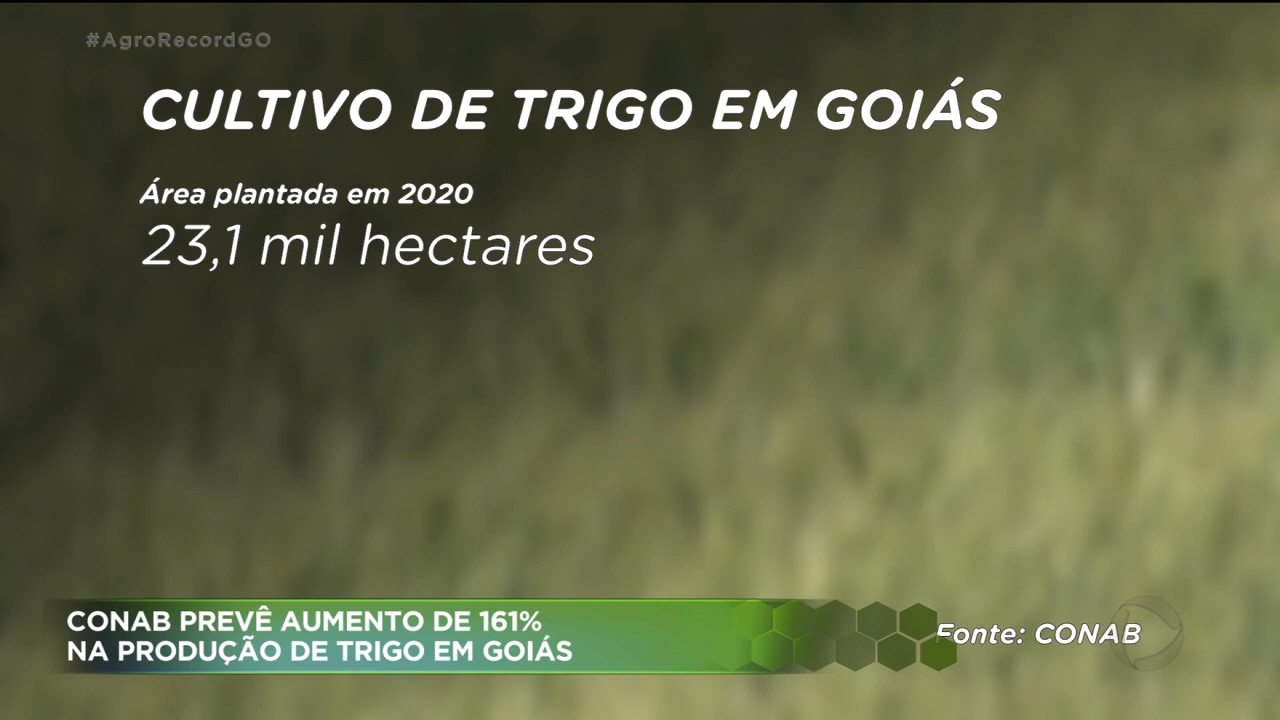 #AgroRecordGO
CULTIVO DE TRIGO EM GOIÁS
Área plantada em 2020
23,1 mil hectares
CONAB PREVÊ AUMENTO DE 161%
NA PRODUÇÃO DE TRIGO EM GOIÁS
Fonte: CONAB